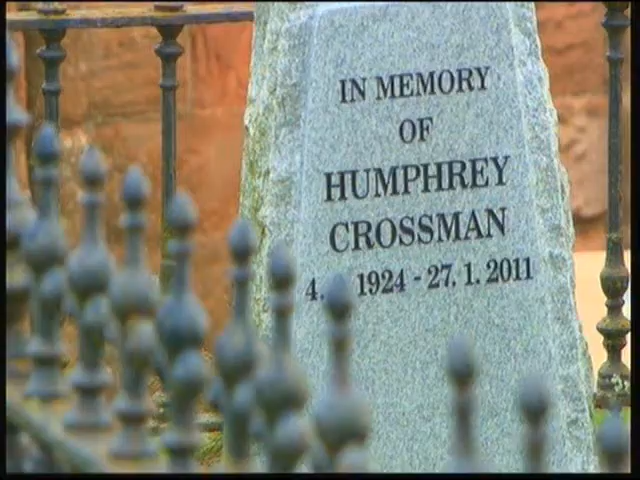 IN MEMORY
OF
HUMPHREY
CROSSMAN
4. 1924 - 27. 1. 2011